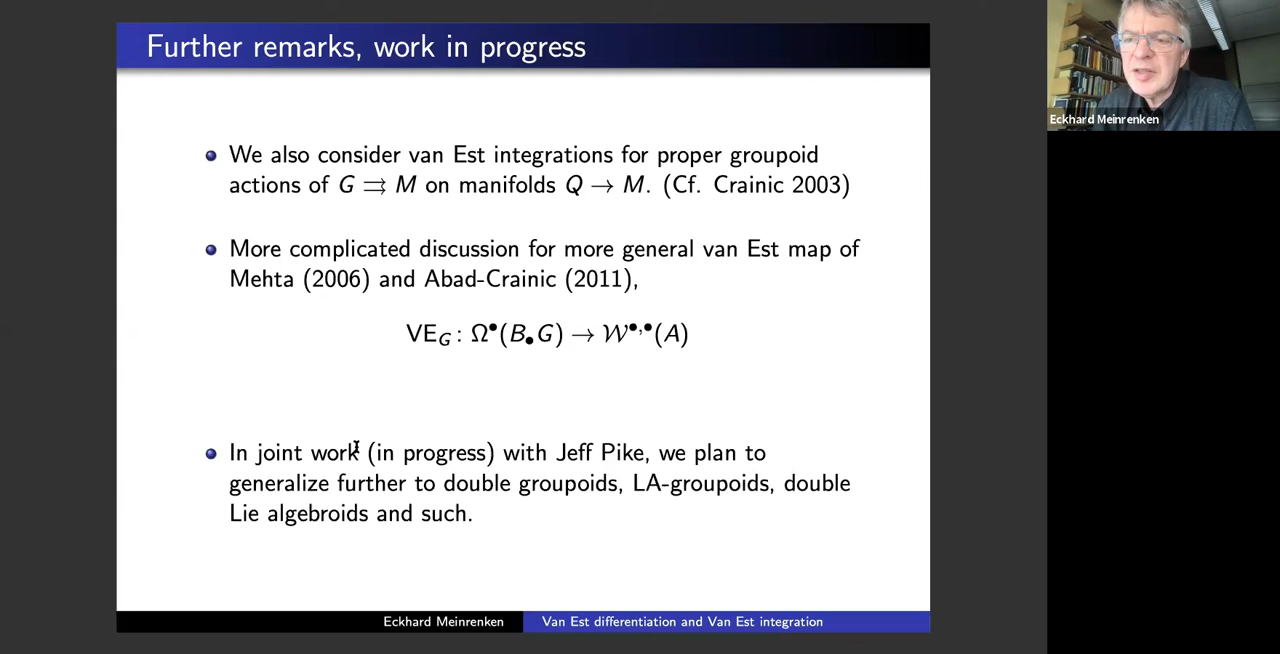 Further remarks, work in progress
We also consider van Est integrations for proper groupoid
actions of G ⇉ M on manifolds Q → M. (Cf. Crainic 2003)
More complicated discussion for more general van Est map of
Mehta (2006) and Abad-Crainic (2011),
VE_G : Ω^•(B_•G) → 𝒲^{•,•}(A)
In joint work (in progress) with Jeff Pike, we plan to
generalize further to double groupoids, LA-groupoids, double
Lie algebroids and such.
Eckhard Meinrenken
Van Est differentiation and Van Est integration
Eckhard Meinrenken